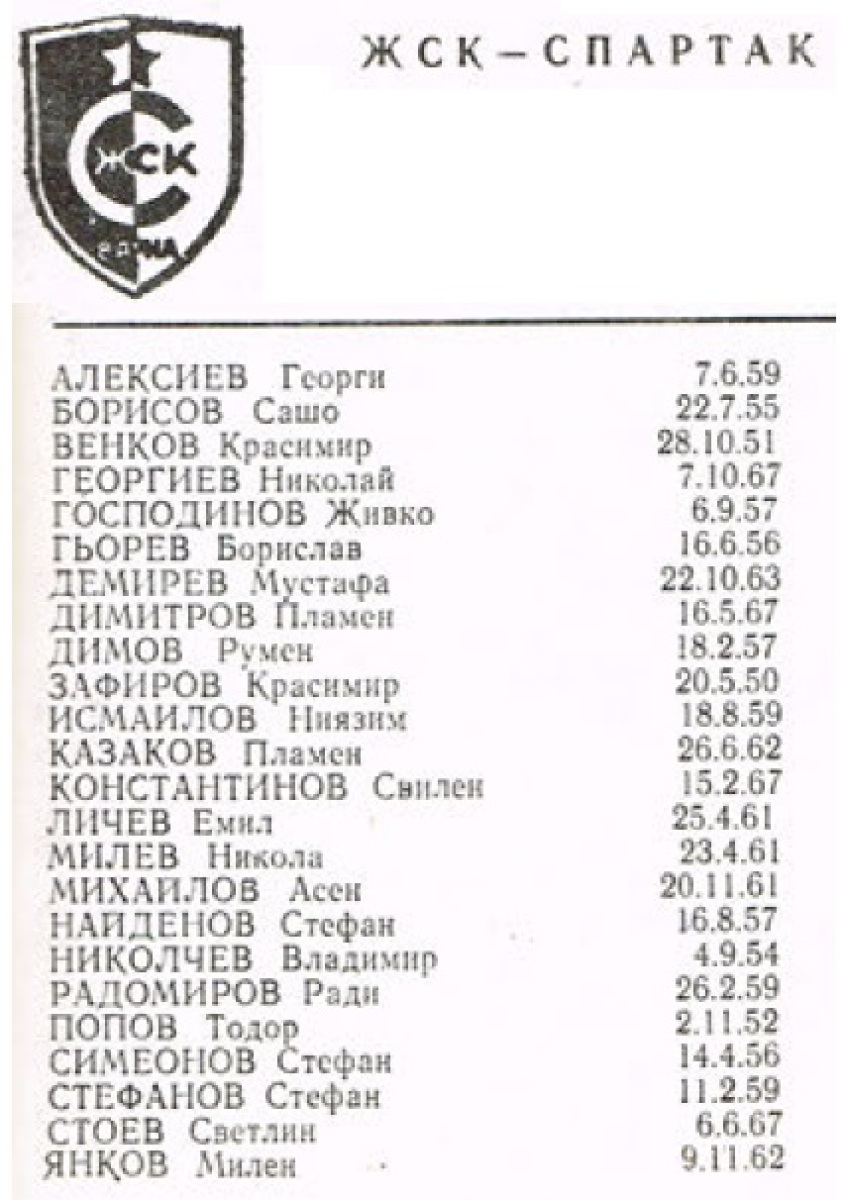 ЖСК – СПАРТАК
ЖСК
АЛЕКСИЕВ Георги 7.6.59
БОРИСОВ Сашо 22.7.55
ВЕНКОВ Красимир 28.10.51
ГЕОРГИЕВ Николай 7.10.67
ГОСПОДИНОВ Живко 6.9.57
ГЬОРЕВ Борислав 16.6.56
ДЕМИРЕВ Мустафа 22.10.63
ДИМИТРОВ Пламен 16.5.67
ДИМОВ Румен 18.2.57
ЗАФИРОВ Красимир 20.5.50
ИСМАИЛОВ Ниязим 18.8.59
КАЗАКОВ Пламен 26.6.62
КОНСТАНТИНОВ Свилен 15.2.67
ЛИЧЕВ Емил 25.4.61
МИЛЕВ Никола 23.4.61
МИХАЙЛОВ Асен 20.11.61
НАЙДЕНОВ Стефан 16.8.57
НИКОЛЧЕВ Владимир 4.9.54
РАДОМИРОВ Ради 26.2.59
ПОПОВ Тодор 2.11.52
СИМЕОНОВ Стефан 14.4.56
СТЕФАНОВ Стефан 11.2.59
СТОЕВ Светлин 6.6.67
ЯНКОВ Милен 9.11.62